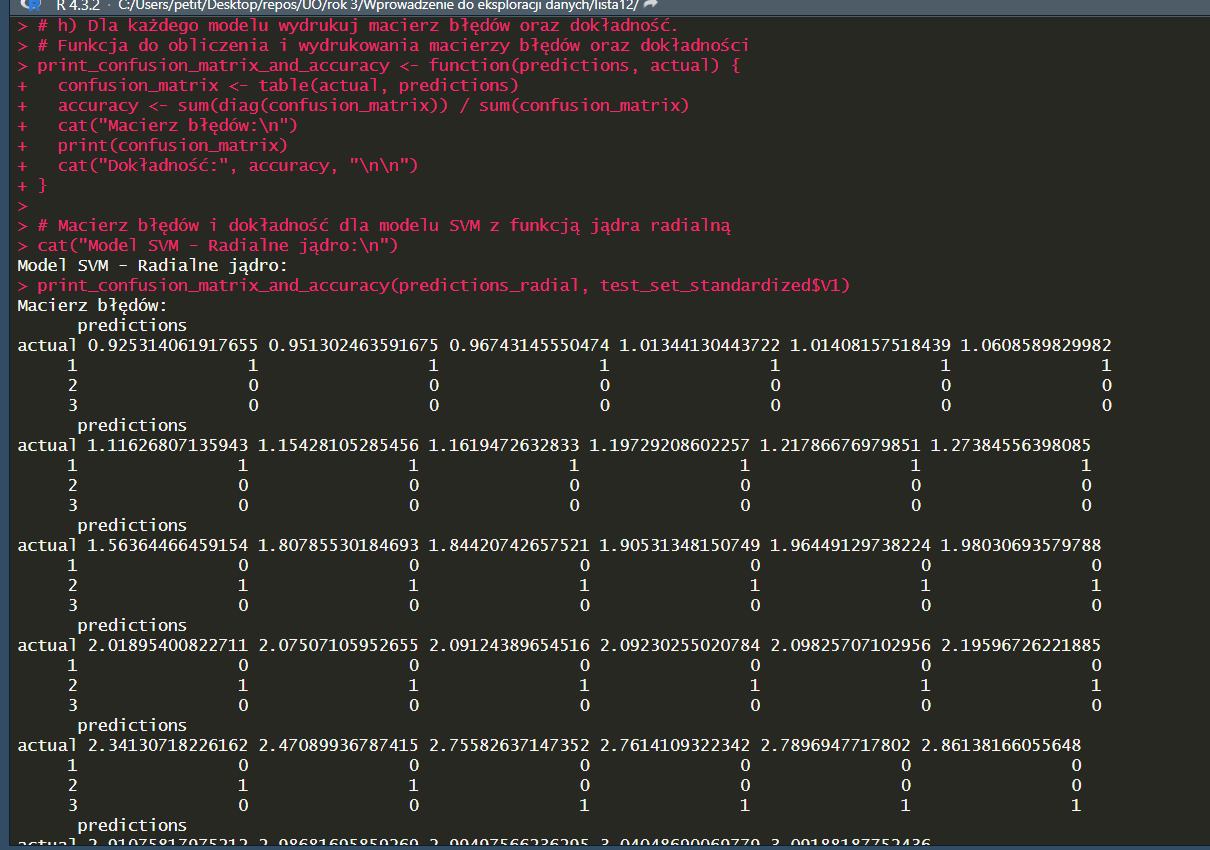 R 4.3.2 · C:/Users/petit/Desktop/repos/UO/rok 3/Wprowadzenie do eksploracji danych/lista12/
> # h) Dla każdego modelu wydrukuj macierz błędów oraz dokładność.
> # Funkcja do obliczenia i wydrukowania macierzy błędów oraz dokładności
> print_confusion_matrix_and_accuracy <- function(predictions, actual) {
+   confusion_matrix <- table(actual, predictions)
+   accuracy <- sum(diag(confusion_matrix)) / sum(confusion_matrix)
+   cat("Macierz błędów:\n")
+   print(confusion_matrix)
+   cat("Dokładność:", accuracy, "\n\n")
+ }
>
> # Macierz błędów i dokładność dla modelu SVM z funkcją jądra radialną
> cat("Model SVM - Radialne jądro:\n")
Model SVM - Radialne jądro:
> print_confusion_matrix_and_accuracy(predictions_radial, test_set_standardized$V1)
Macierz błędów:
predictions
actual 0.925314061917655 0.951302463591675 0.96743145550474 1.01344130443722 1.01408157518439 1.0608589829982
1 1 1 1 1 1 1
2 0 0 0 0 0 0
3 0 0 0 0 0 0
predictions
actual 1.11626807135943 1.15428105285456 1.1619472632833 1.19729208602257 1.21786676979851 1.27384556398085
1 1 1 1 1 1 1
2 0 0 0 0 0 0
3 0 0 0 0 0 0
predictions
actual 1.56364466459154 1.80785530184693 1.84420742657521 1.90531348150749 1.96449129738224 1.98030693579788
1 0 0 0 0 0 0
2 1 1 1 1 1 1
3 0 0 0 0 0 0
predictions
actual 2.01895400822711 2.07507105952655 2.09124389654516 2.09230255020784 2.09825707102956 2.19596726221885
1 0 0 0 0 0 0
2 1 1 1 1 1 1
3 0 0 0 0 0 0
predictions
actual 2.34130718226162 2.47089936787415 2.75582637147352 2.7614109322342 2.7896947717802 2.86138166055648
1 0 0 0 0 0 0
2 1 1 0 0 0 0
3 0 0 1 1 1 1
predictions
actual